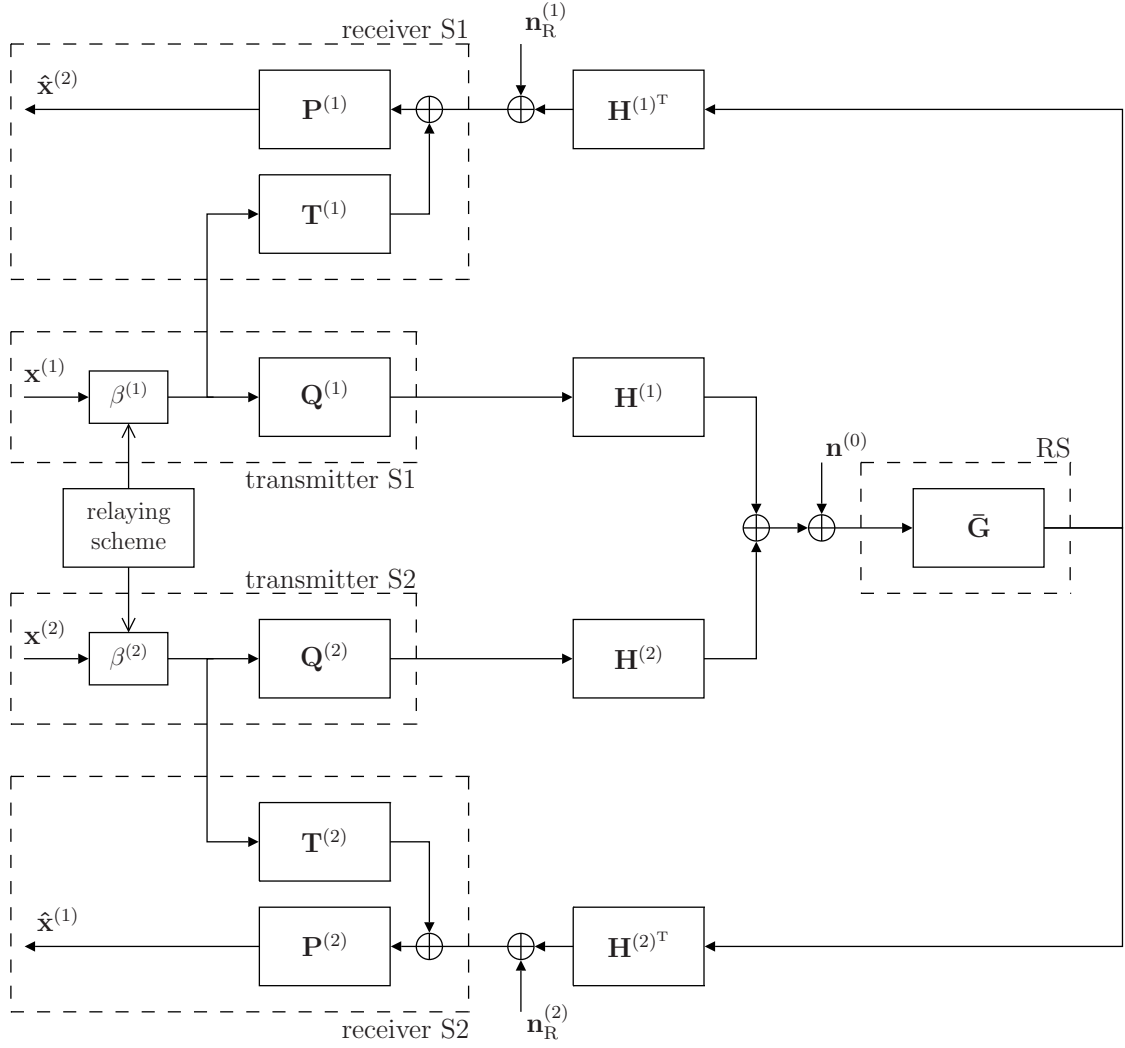 receiver S1
n_R^(1)
x̂^(2)
P^(1)
H^(1)^T
T^(1)
x^(1)
β^(1)
Q^(1)
H^(1)
transmitter S1
n^(0)
RS
relaying
scheme
Ḡ
transmitter S2
x^(2)
β^(2)
Q^(2)
H^(2)
T^(2)
x̂^(1)
P^(2)
H^(2)^T
n_R^(2)
receiver S2